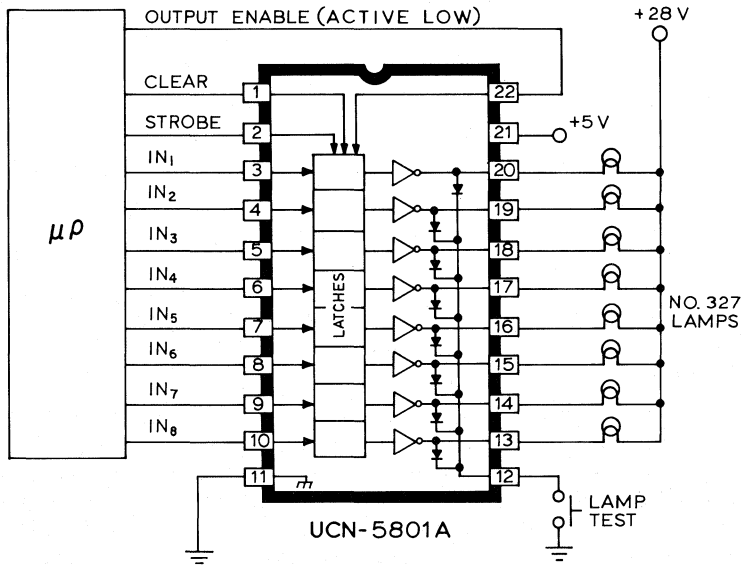 OUTPUT ENABLE (ACTIVE LOW)
+28 V
CLEAR
1
22
STROBE
2
21
+5 V
IN1
3
20
IN2
4
19
μP
IN3
5
18
IN4
6
17
LATCHES
NO. 327
LAMPS
IN5
7
16
IN6
8
15
IN7
9
14
IN8
10
13
11
12
LAMP
TEST
UCN-5801A